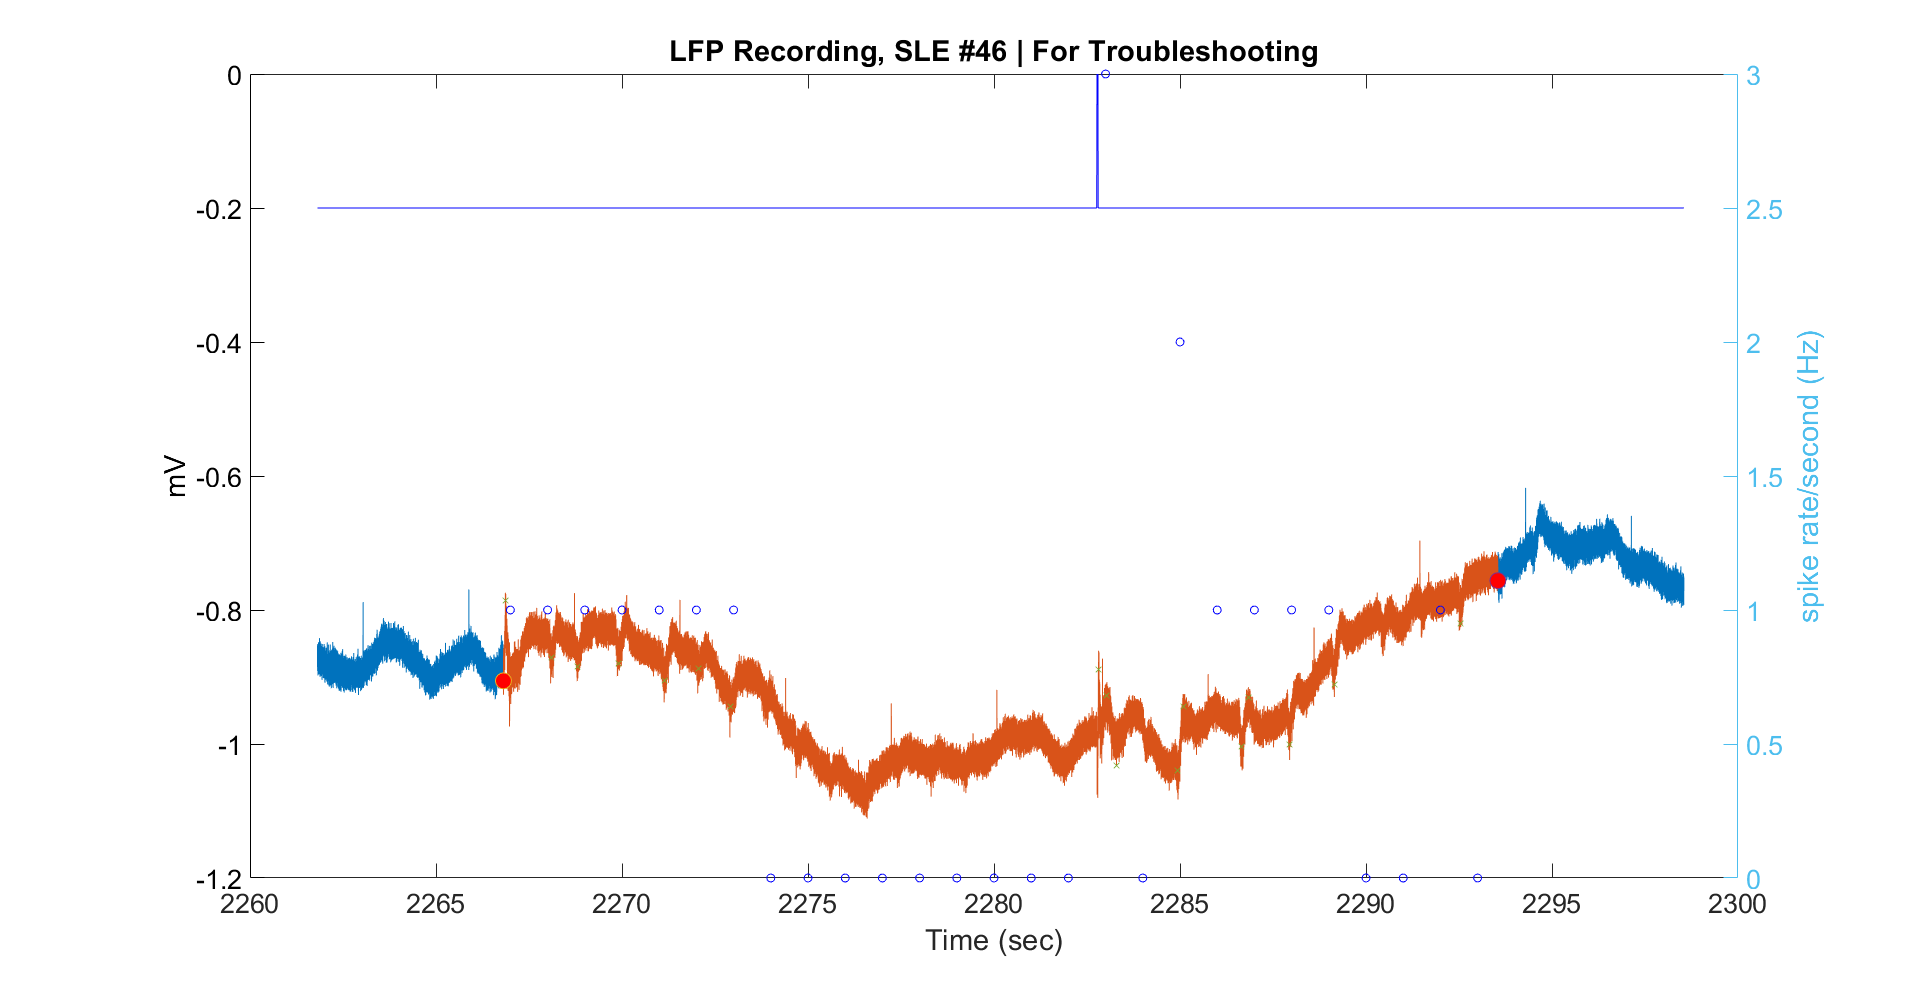 LFP Recording, SLE #46 | For Troubleshooting
0
-0.2
-0.4
-0.6
-0.8
-1
-1.2
mV
3
2.5
2
1.5
1
0.5
0
spike rate/second (Hz)
2260 2265 2270 2275 2280 2285 2290 2295 2300
Time (sec)